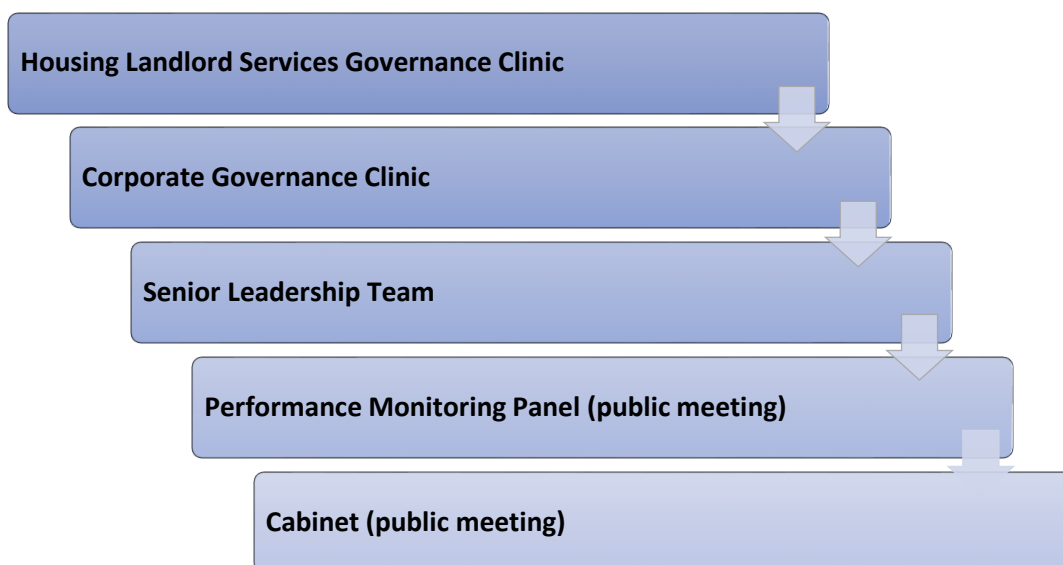 Housing Landlord Services Governance Clinic
Corporate Governance Clinic
Senior Leadership Team
Performance Monitoring Panel (public meeting)
Cabinet (public meeting)